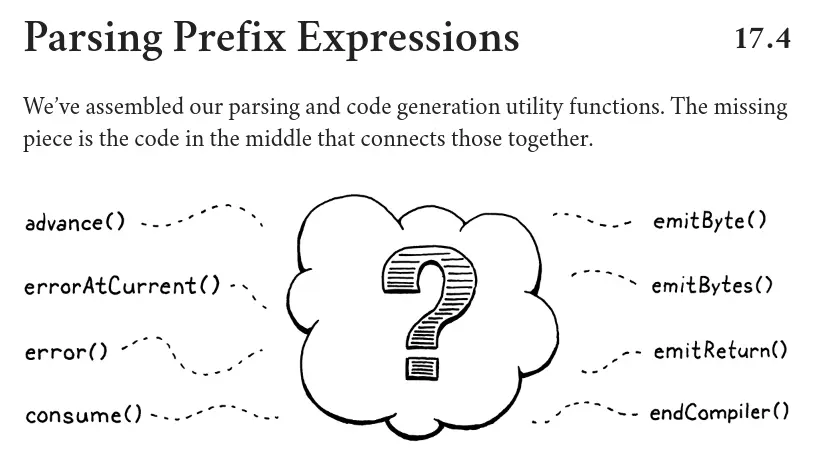 Parsing Prefix Expressions 17.4
We’ve assembled our parsing and code generation utility functions. The missing
piece is the code in the middle that connects those together.
advance() emitByte()
errorAtCurrent() emitBytes()
?
error() emitReturn()
consume() endCompiler()